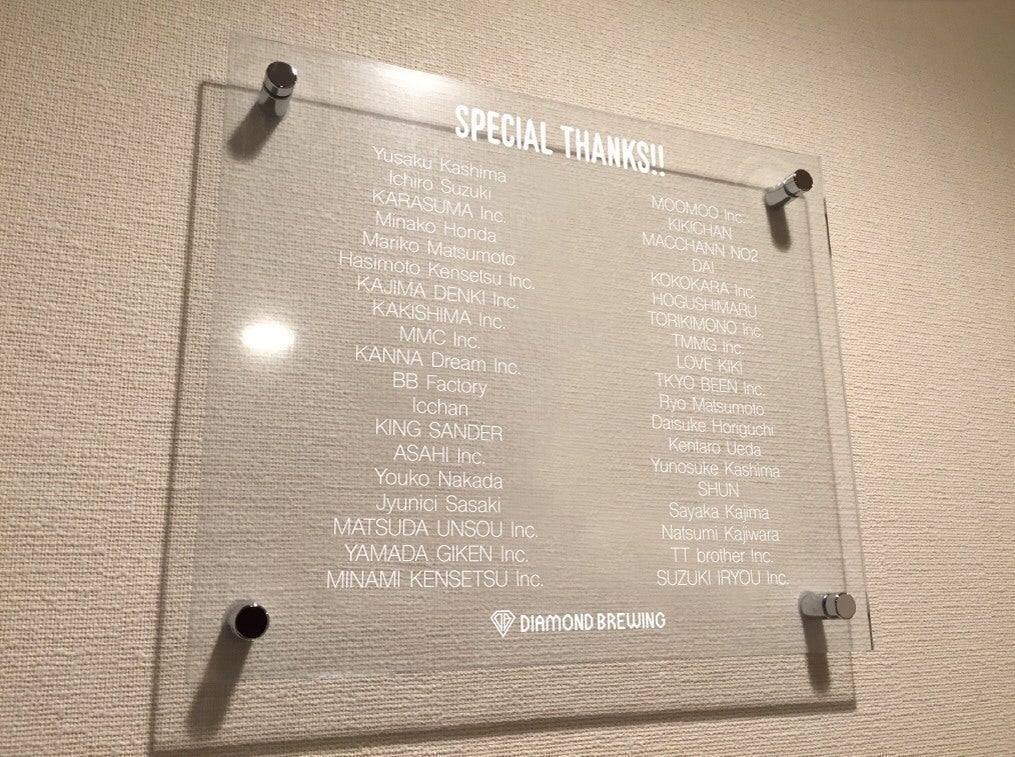 SPECIAL THANKS!!
Yusaku Kashima
Ichiro Suzuki
KARASUMA Inc.
Minako Honda
Mariko Matsumoto
Hasimoto Kensetsu Inc.
KAJIMA DENKI Inc.
KAKISHIMA Inc.
MMC Inc.
KANNA Dream Inc.
BB Factory
Icchan
KING SANDER
ASAHI Inc.
Youko Nakada
Jyunici Sasaki
MATSUDA UNSOU Inc.
YAMADA GIKEN Inc.
MINAMI KENSETSU Inc.
MOOMOO Inc.
KIKICHAN
MACCHANN NO2
DAI
KOKOKARA Inc.
HOGUSHIMARU
TORIKIMONO Inc.
TMMG Inc.
LOVE KIKI
TKYO BEEN Inc.
Ryo Matsumoto
Daisuke Horiguchi
Kentaro Ueda
Yunosuke Kashima
SHUN
Sayaka Kajima
Natsumi Kajiwara
TT brother Inc.
SUZUKI IRYOU Inc.
DIAMOND BREWING